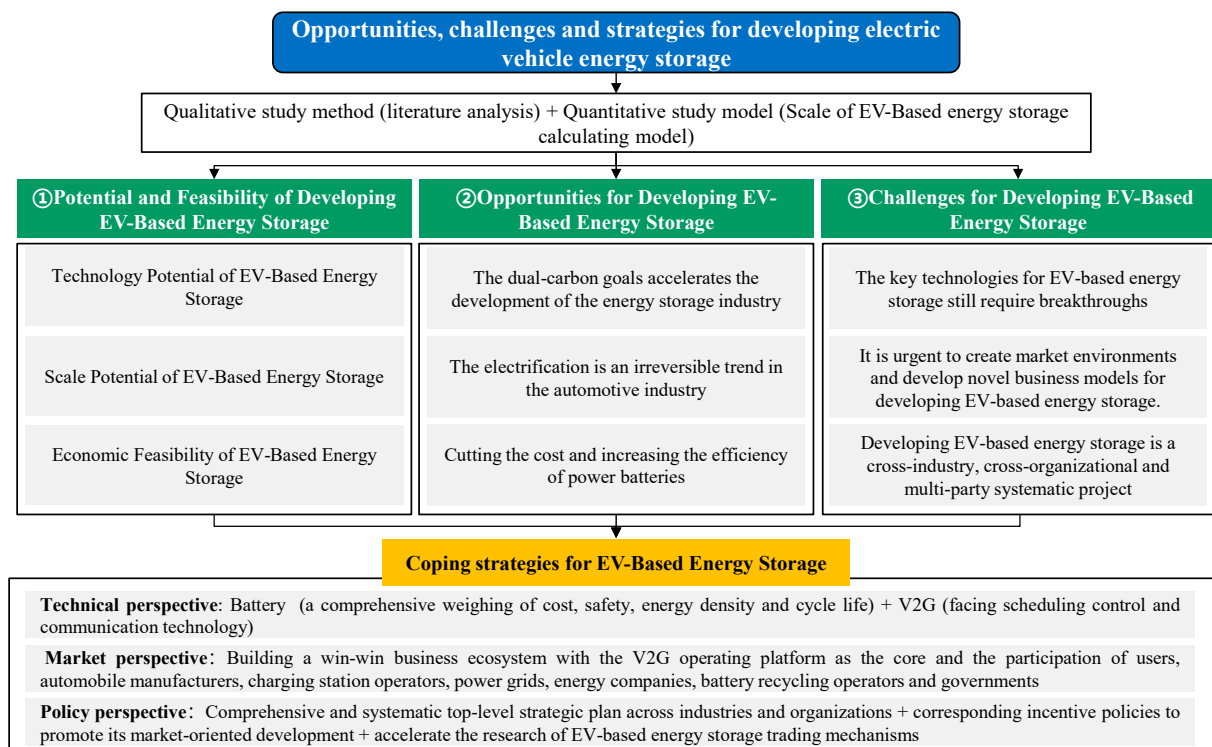 Opportunities, challenges and strategies for developing electric
vehicle energy storage
Qualitative study method (literature analysis) + Quantitative study model (Scale of EV-Based energy storage
calculating model)
①Potential and Feasibility of Developing
EV-Based Energy Storage
Technology Potential of EV-Based Energy
Storage
Scale Potential of EV-Based Energy Storage
Economic Feasibility of EV-Based Energy
Storage
②Opportunities for Developing EV-
Based Energy Storage
The dual-carbon goals accelerates the
development of the energy storage industry
The electrification is an irreversible trend in
the automotive industry
Cutting the cost and increasing the efficiency
of power batteries
③Challenges for Developing EV-Based
Energy Storage
The key technologies for EV-based energy
storage still require breakthroughs
It is urgent to create market environments
and develop novel business models for
developing EV-based energy storage.
Developing EV-based energy storage is a
cross-industry, cross-organizational and
multi-party systematic project
Coping strategies for EV-Based Energy Storage
Technical perspective: Battery (a comprehensive weighing of cost, safety, energy density and cycle life) + V2G (facing scheduling control and
communication technology)
Market perspective：Building a win-win business ecosystem with the V2G operating platform as the core and the participation of users,
automobile manufacturers, charging station operators, power grids, energy companies, battery recycling operators and governments
Policy perspective：Comprehensive and systematic top-level strategic plan across industries and organizations + corresponding incentive policies to
promote its market-oriented development + accelerate the research of EV-based energy storage trading mechanisms